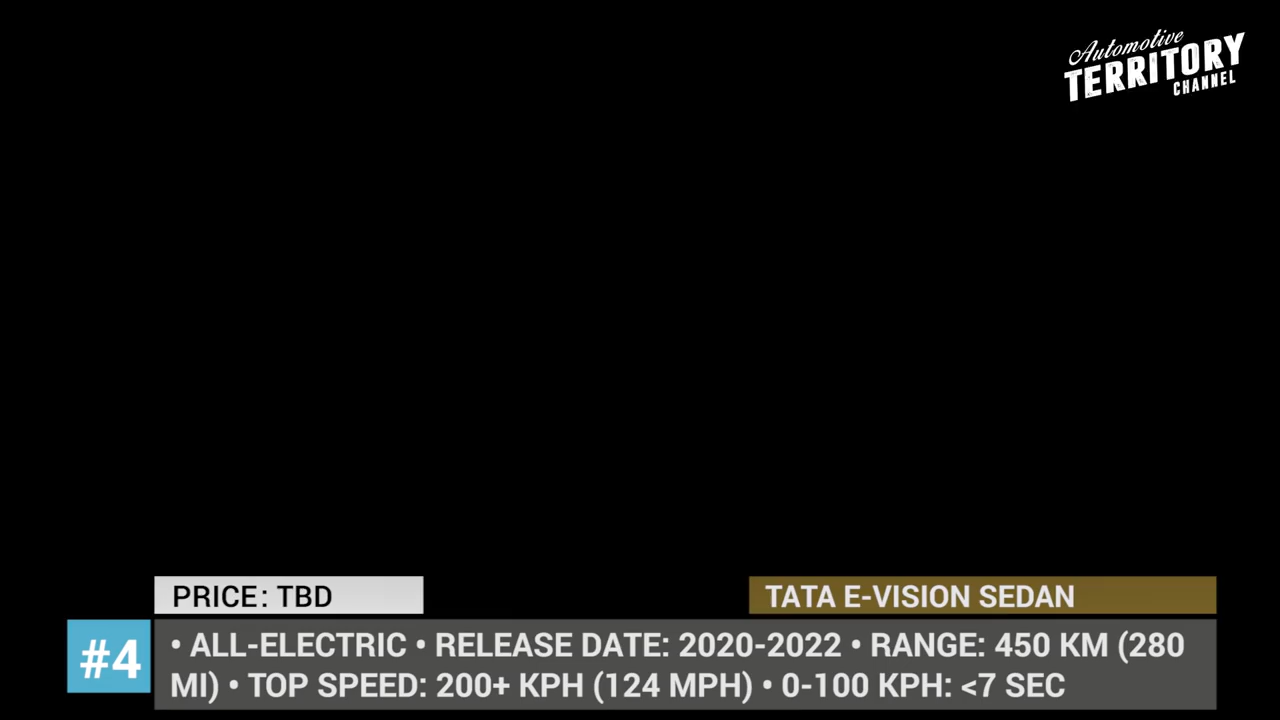 Automotive
TERRITORY
CHANNEL
PRICE: TBD
TATA E-VISION SEDAN
#4
• ALL-ELECTRIC • RELEASE DATE: 2020-2022 • RANGE: 450 KM (280
MI) • TOP SPEED: 200+ KPH (124 MPH) • 0-100 KPH: <7 SEC